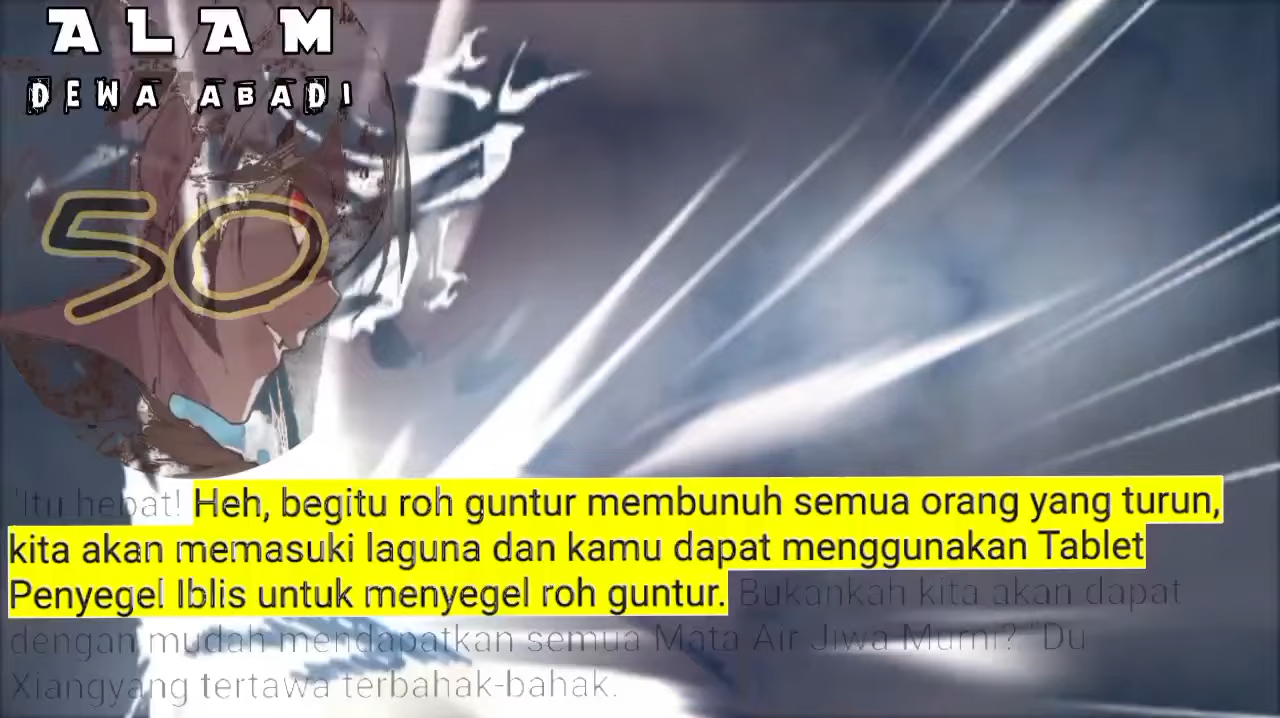 ALAM
DEWA ABADI
50
'Itu hebat! Heh, begitu roh guntur membunuh semua orang yang turun,
kita akan memasuki laguna dan kamu dapat menggunakan Tablet
Penyegel Iblis untuk menyegel roh guntur. Bukankah kita akan dapat
dengan mudah mendapatkan semua Mata Air Jiwa Murni? "Du
Xiangyang tertawa terbahak-bahak.